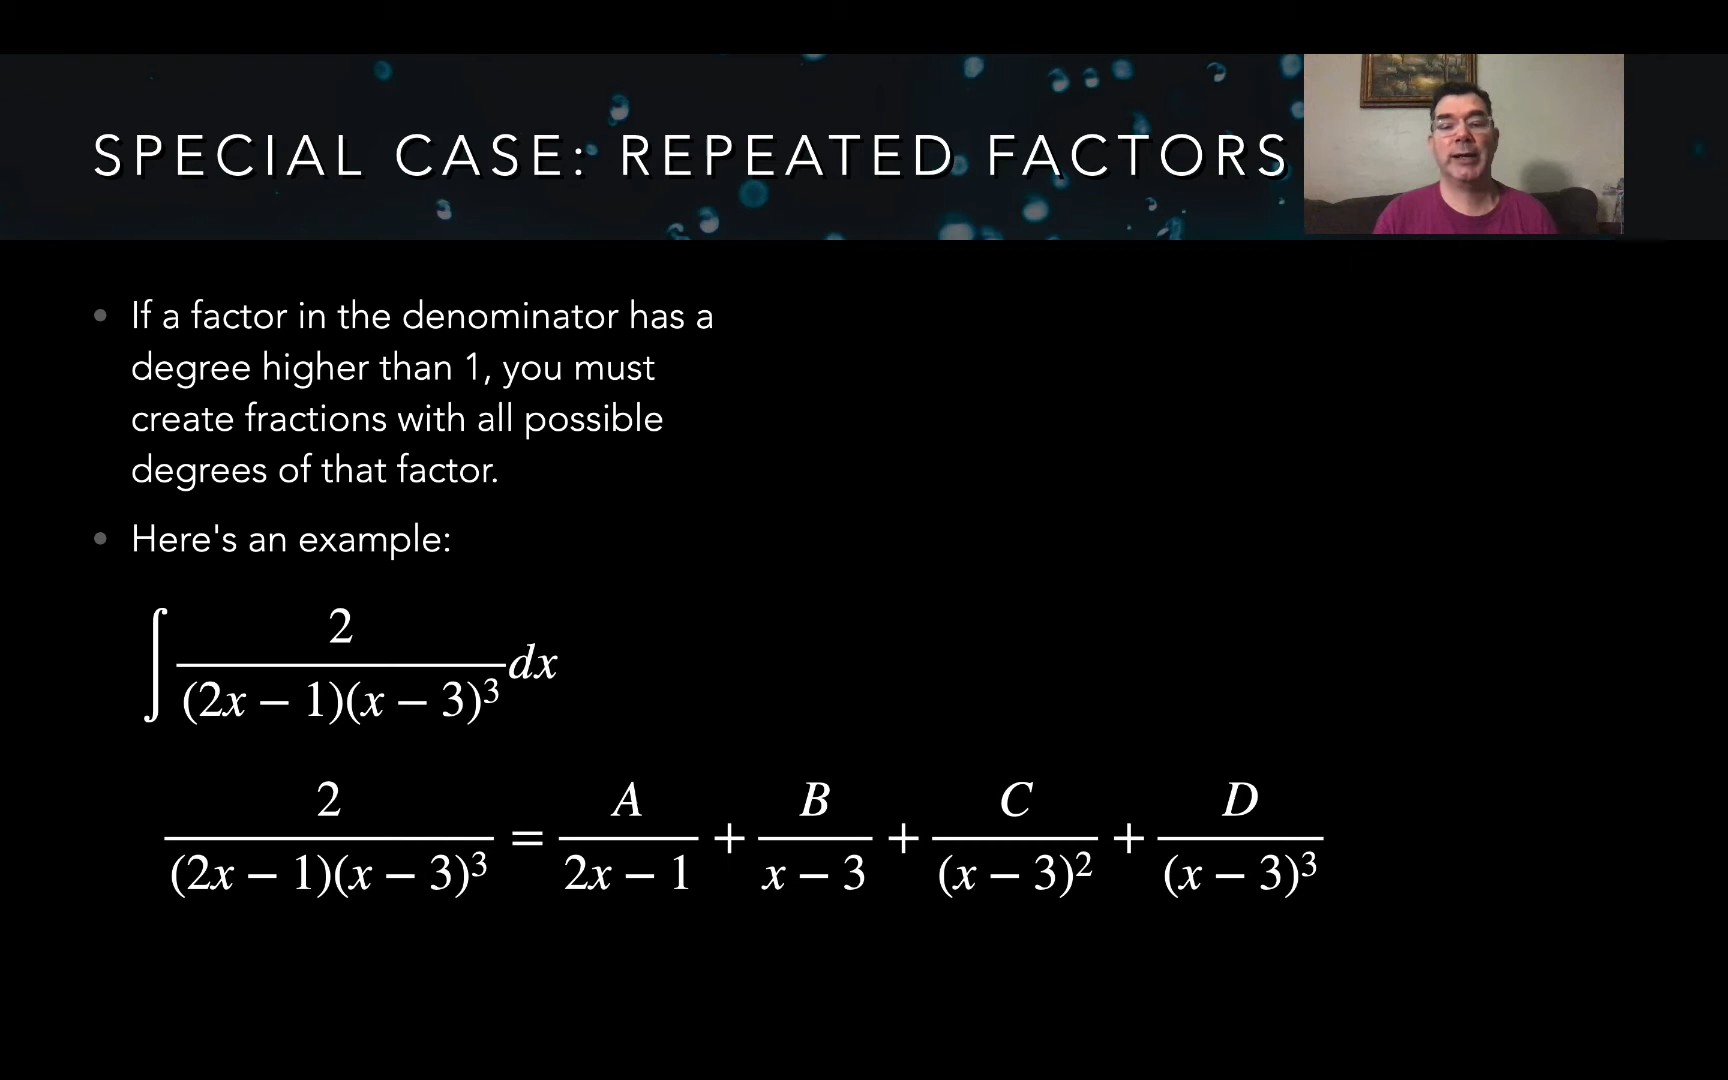 SPECIAL CASE: REPEATED FACTORS
• If a factor in the denominator has a
degree higher than 1, you must
create fractions with all possible
degrees of that factor.
• Here's an example:
∫ 2/((2x − 1)(x − 3)³) dx
2/((2x − 1)(x − 3)³) = A/(2x − 1) + B/(x − 3) + C/(x − 3)² + D/(x − 3)³